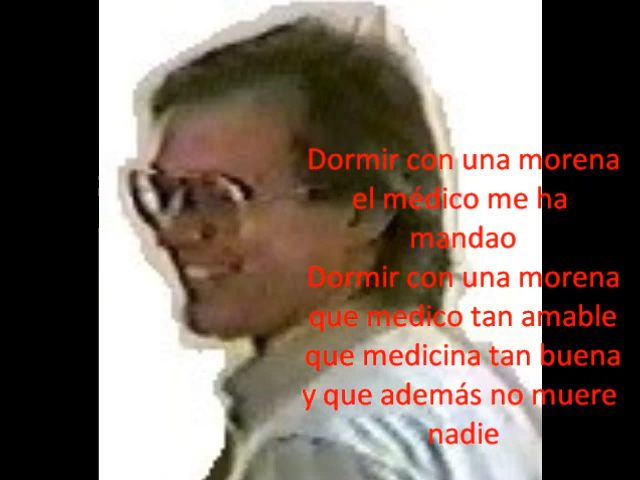 Dormir con una morena
el médico me ha
mandao
Dormir con una morena
que medico tan amable
que medicina tan buena
y que además no muere
nadie